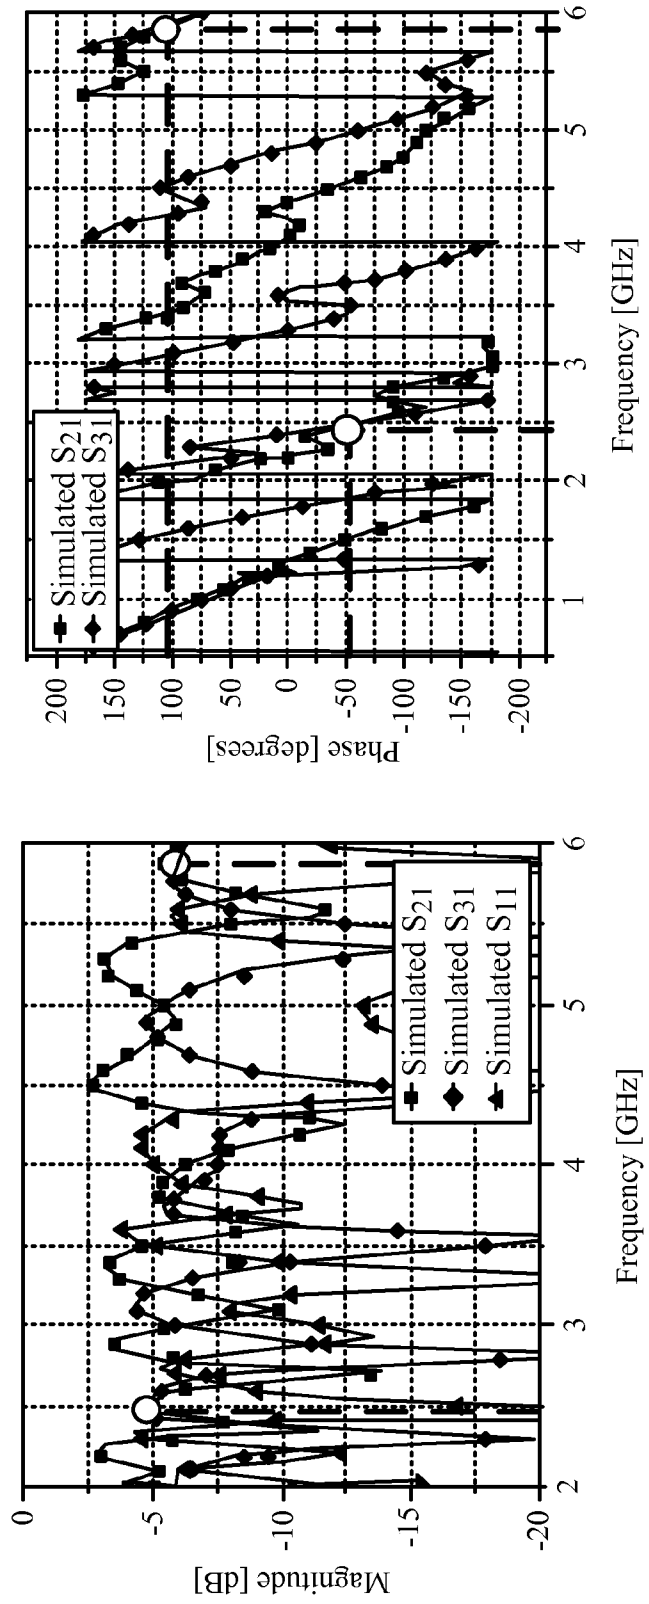 0
-5
-10
-15
-20
Magnitude [dB]
2
3
4
5
6
Frequency [GHz]
Simulated S21
Simulated S31
Simulated S11
200
150
100
50
0
-50
-100
-150
-200
Phase [degrees]
1
2
3
4
5
6
Frequency [GHz]
Simulated S21
Simulated S31